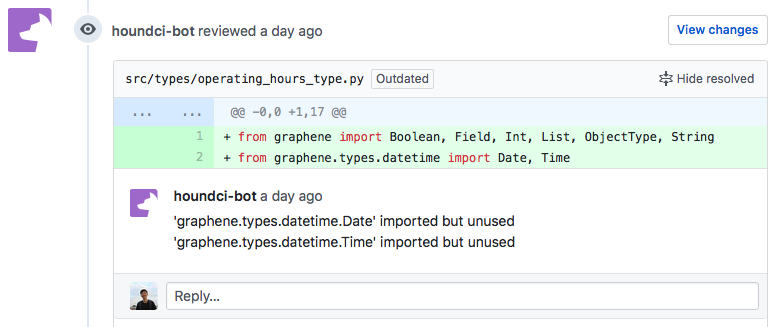 houndci-bot reviewed a day ago
View changes
src/types/operating_hours_type.py Outdated
Hide resolved
... ... @@ -0,0 +1,17 @@
1 + from graphene import Boolean, Field, Int, List, ObjectType, String
2 + from graphene.types.datetime import Date, Time
houndci-bot a day ago
'graphene.types.datetime.Date' imported but unused
'graphene.types.datetime.Time' imported but unused
Reply...